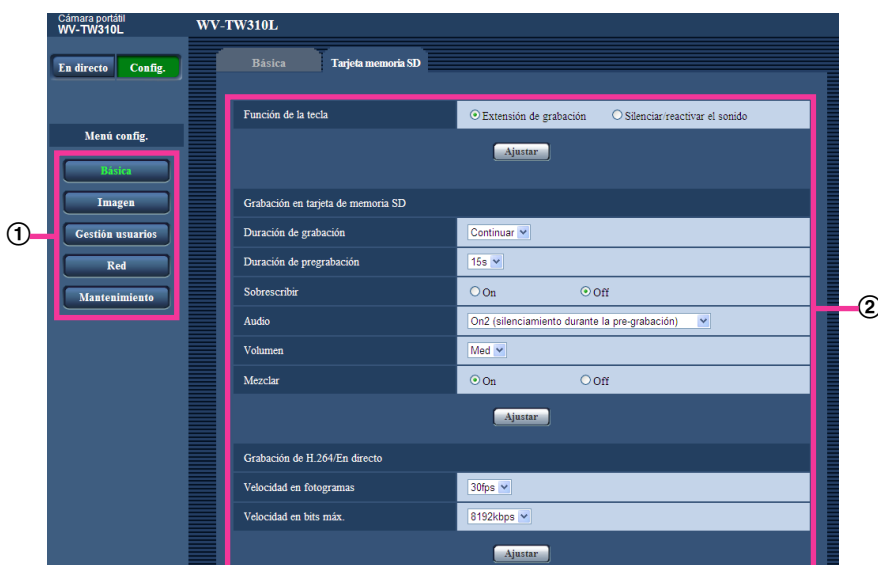 Cámara portátil
WV-TW310L
WV-TW310L
En directo Config.
Básica Tarjeta memoria SD
Menú config.
Básica
Imagen
Gestión usuarios
Red
Mantenimiento
①
②
Función de la tecla Extensión de grabación Silenciar/reactivar el sonido
Ajustar
Grabación en tarjeta de memoria SD
Duración de grabación Continuar
Duración de pregrabación 15s
Sobrescribir On Off
Audio On2 (silenciamiento durante la pre-grabación)
Volumen Med
Mezclar On Off
Ajustar
Grabación de H.264/En directo
Velocidad en fotogramas 30fps
Velocidad en bits máx. 8192kbps
Ajustar